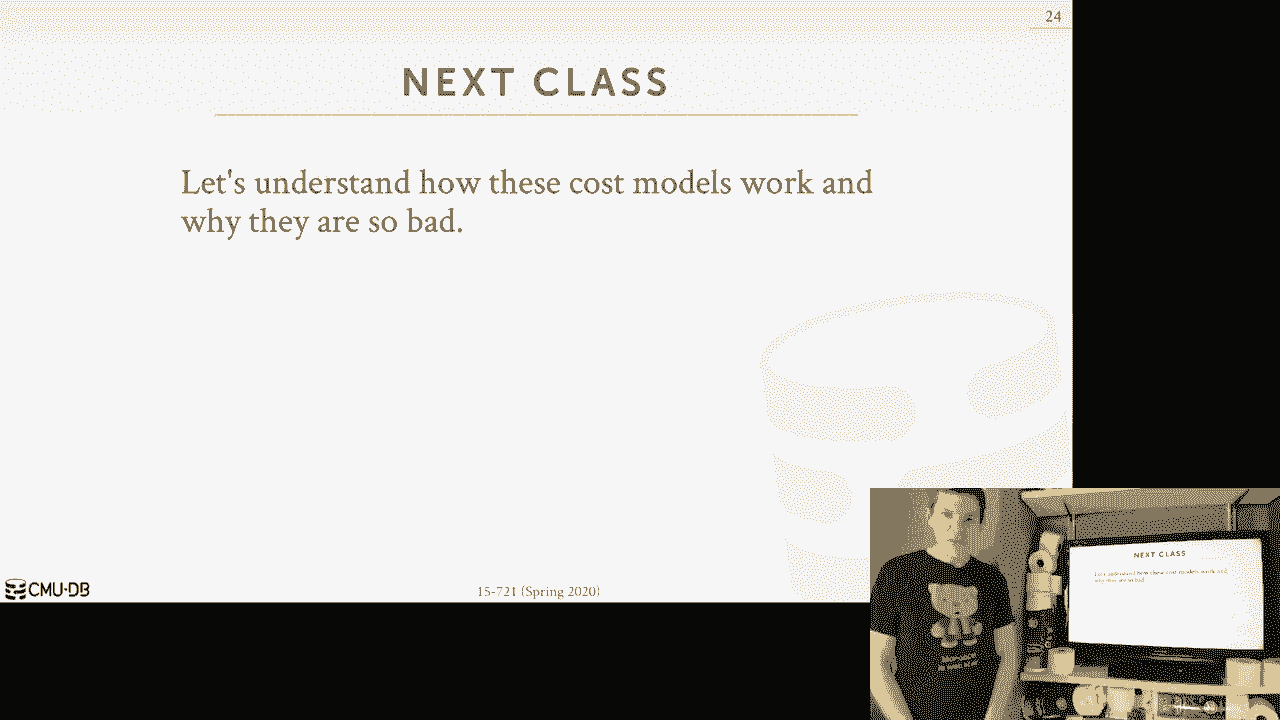 24
NEXT CLASS
Let's understand how these cost models work and
why they are so bad.
CMU·DB
15-721 (Spring 2020)
NEXT CLASS
Let's understand how these cost models work and
why they are so bad.